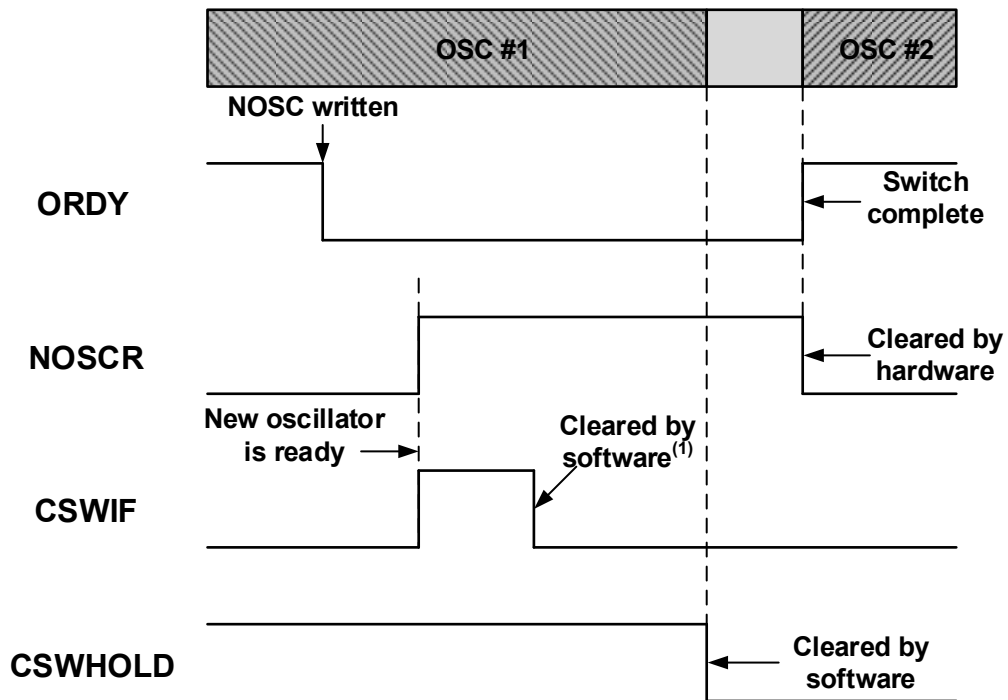 OSC #1
OSC #2
NOSC written
ORDY
Switch
complete
NOSCR
Cleared by
hardware
New oscillator
is ready
Cleared by
software(1)
CSWIF
CSWHOLD
Cleared by
software